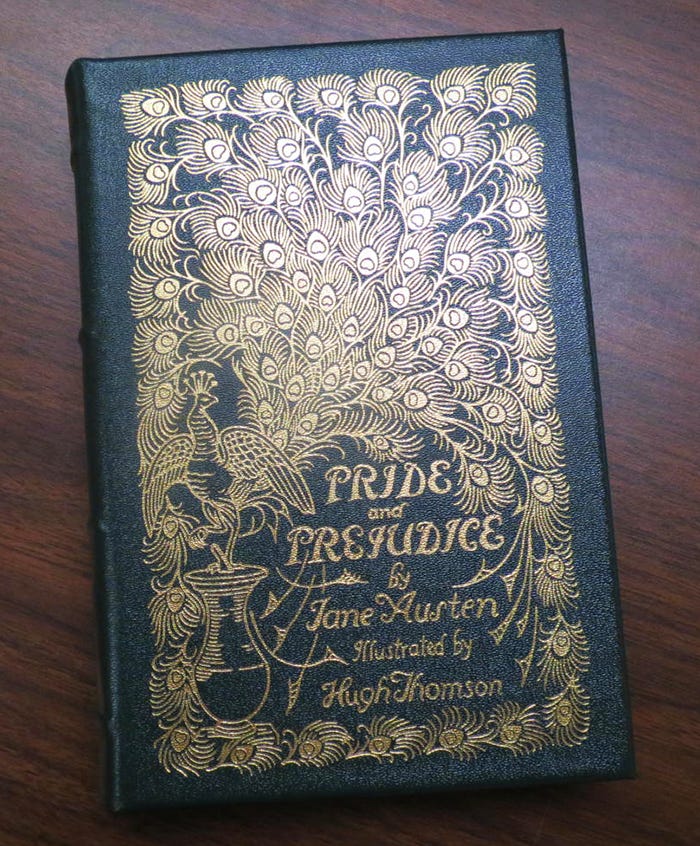 PRIDE
and
PREJUDICE
by
Jane Austen
Illustrated by
Hugh Thomson